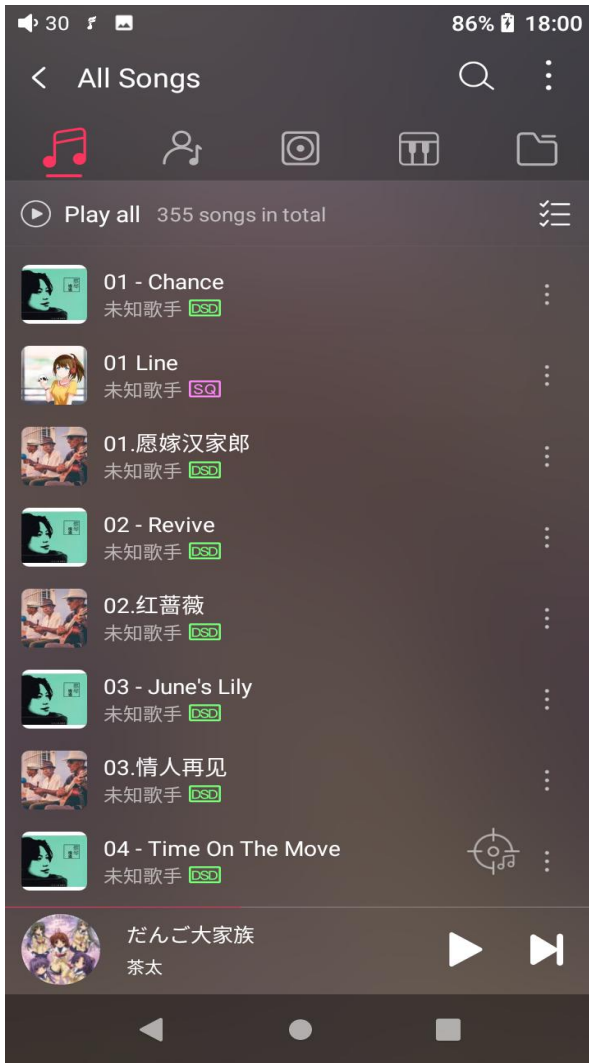 30
86%
18:00
All Songs
Play all 355 songs in total
01 - Chance
未知歌手 DSD
01 Line
未知歌手 SQ
01.愿嫁汉家郎
未知歌手 DSD
02 - Revive
未知歌手 DSD
02.红蔷薇
未知歌手 DSD
03 - June's Lily
未知歌手 DSD
03.情人再见
未知歌手 DSD
04 - Time On The Move
未知歌手 DSD
だんご大家族
茶太